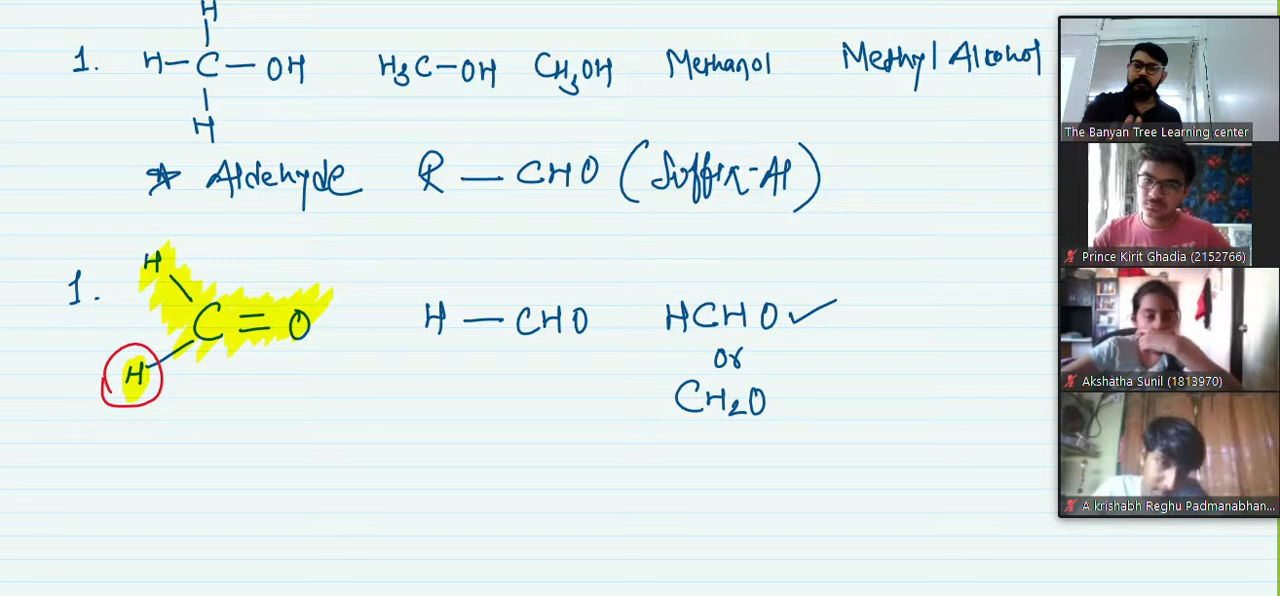 H
1. H-C-OH H₃C-OH CH₃OH Methanol Methyl Alcohol
H
* Aldehyde R — CHO (Suffix-Al)
H
1. C=O H — CHO HCHO ✓
H or
CH₂O
The Banyan Tree Learning center
Prince Kirit Ghadia (2152766)
Akshatha Sunil (1813970)
A krishabh Reghu Padmanabhan...